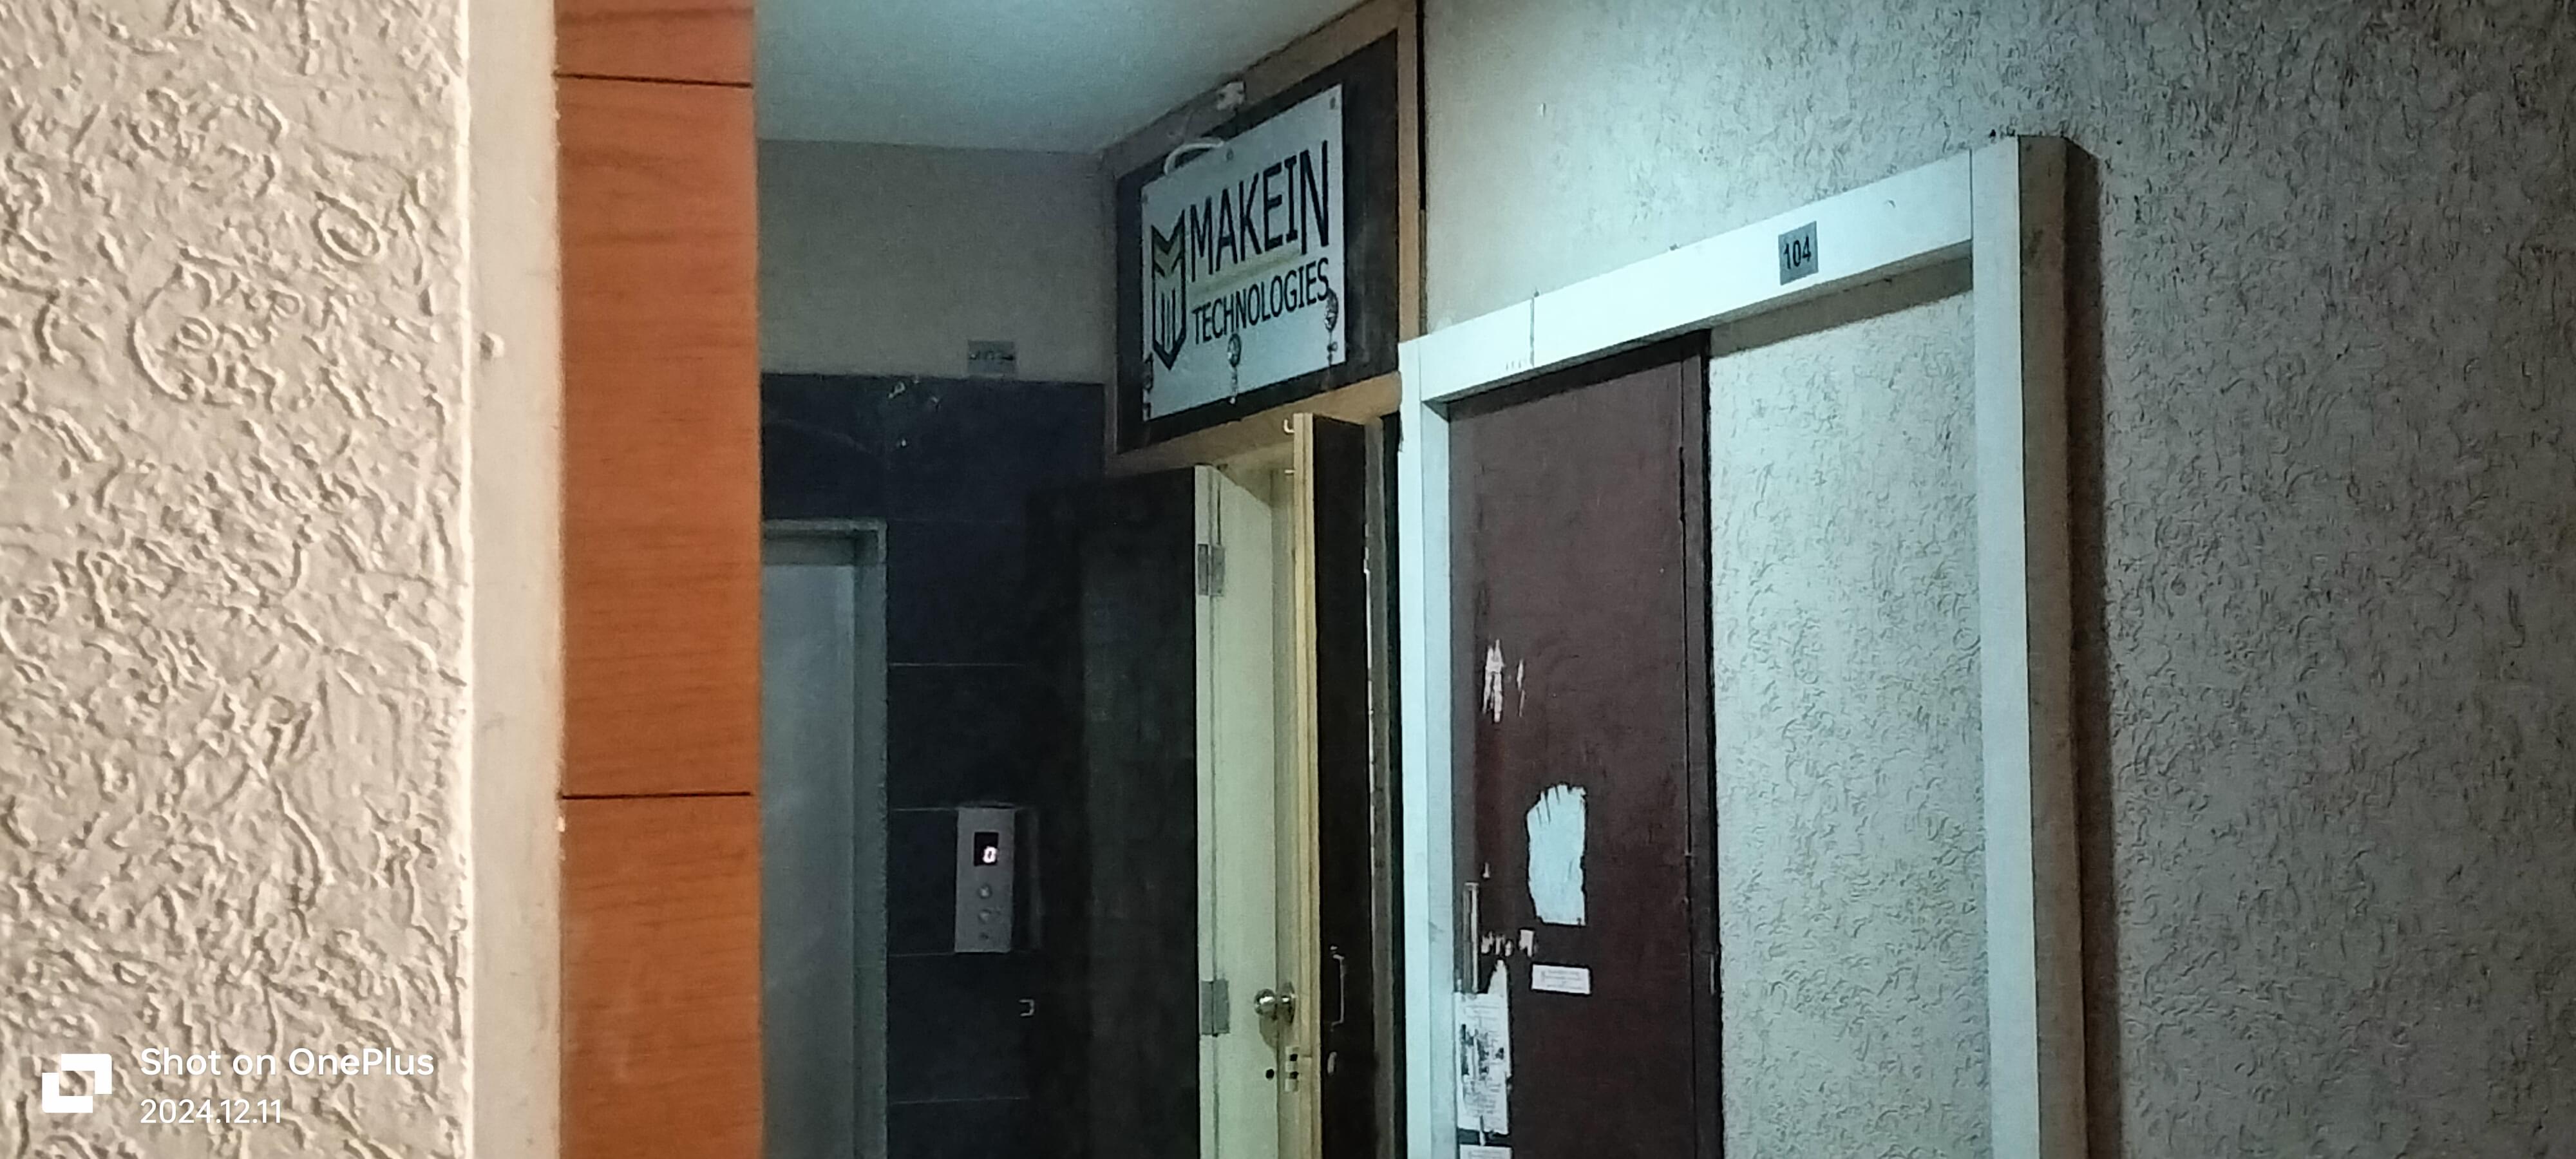 MAKEIN
TECHNOLOGIES
104
0
Shot on OnePlus
2024.12.11